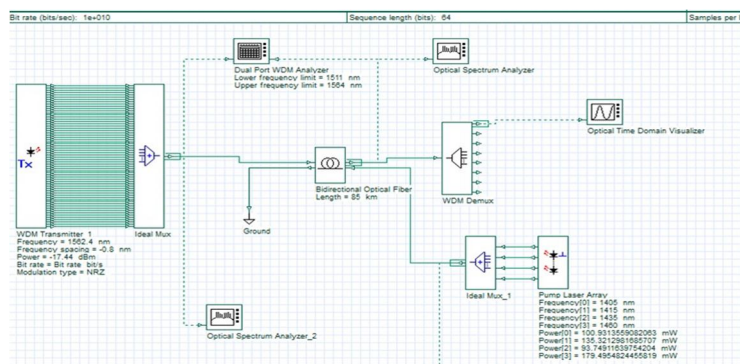 Bit rate (bits/sec): 1e+010
Sequence length (bits): 64
Samples per
Dual Port WDM Analyzer
Lower frequency limit = 1511 nm
Upper frequency limit = 1564 nm
Optical Spectrum Analyzer
Optical Time Domain Visualizer
Tx
Bidirectional Optical Fiber
Length = 85 km
WDM Demux
WDM Transmitter 1
Frequency = 1562.4 nm
Frequency spacing = -0.8 nm
Power = -17.44 dBm
Bit rate = Bit rate bit/s
Modulation type = NRZ
Ideal Mux
Ground
Ideal Mux_1
Pump Laser Array
Frequency[0] = 1405 nm
Frequency[1] = 1415 nm
Frequency[2] = 1435 nm
Frequency[3] = 1460 nm
Power[0] = 100.9313559082063 mW
Power[1] = 135.3212981685707 mW
Power[2] = 93.74911639754204 mW
Power[3] = 179.4954824455819 mW
Optical Spectrum Analyzer_2